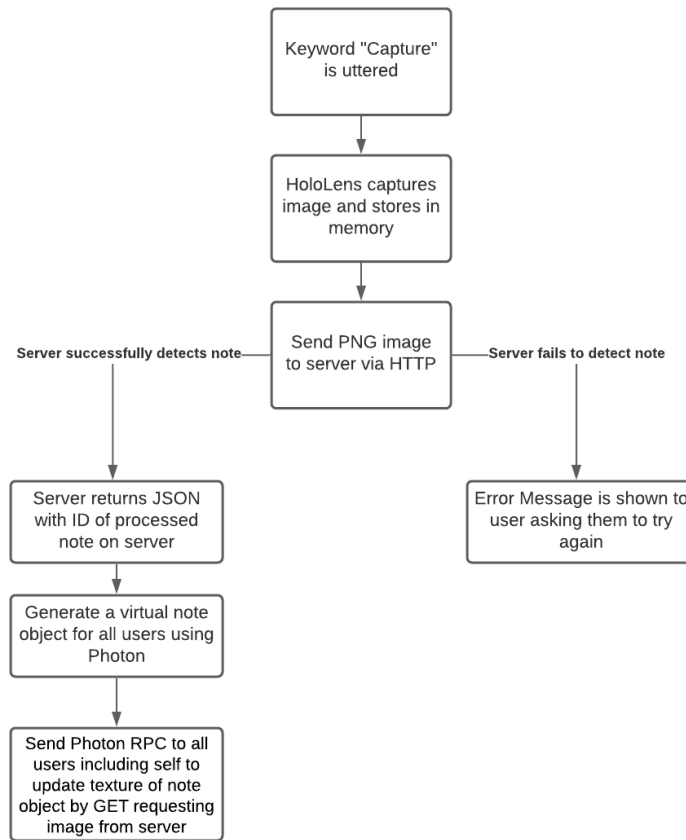 Keyword "Capture"
is uttered
HoloLens captures
image and stores in
memory
Send PNG image
to server via HTTP
Server successfully detects note
Server fails to detect note
Server returns JSON
with ID of processed
note on server
Error Message is shown to
user asking them to try
again
Generate a virtual note
object for all users using
Photon
Send Photon RPC to all
users including self to
update texture of note
object by GET requesting
image from server